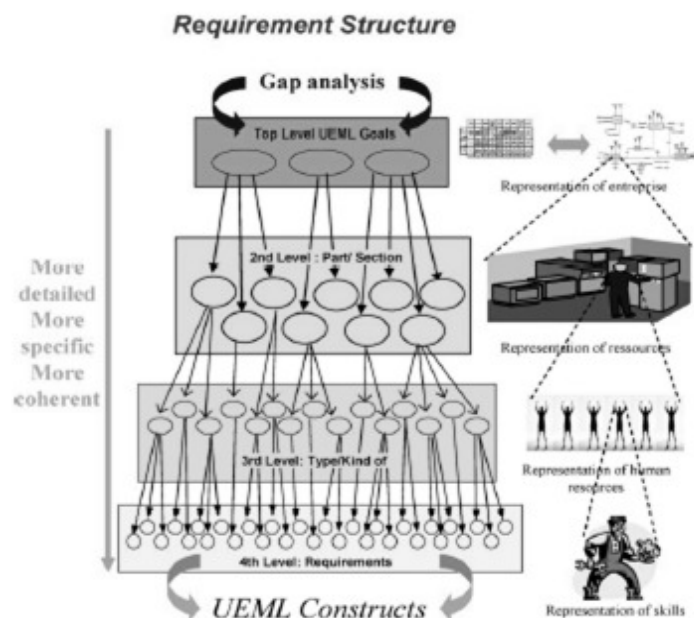 Requirement Structure
Gap analysis
Top Level UEML Goals
Representation of entreprise
2nd Level : Part/ Section
More
detailed
More
specific
More
coherent
Representation of ressources
3rd Level: Type/Kind of
Representation of human
resources
4th Level: Requirements
UEML Constructs
Representation of skills